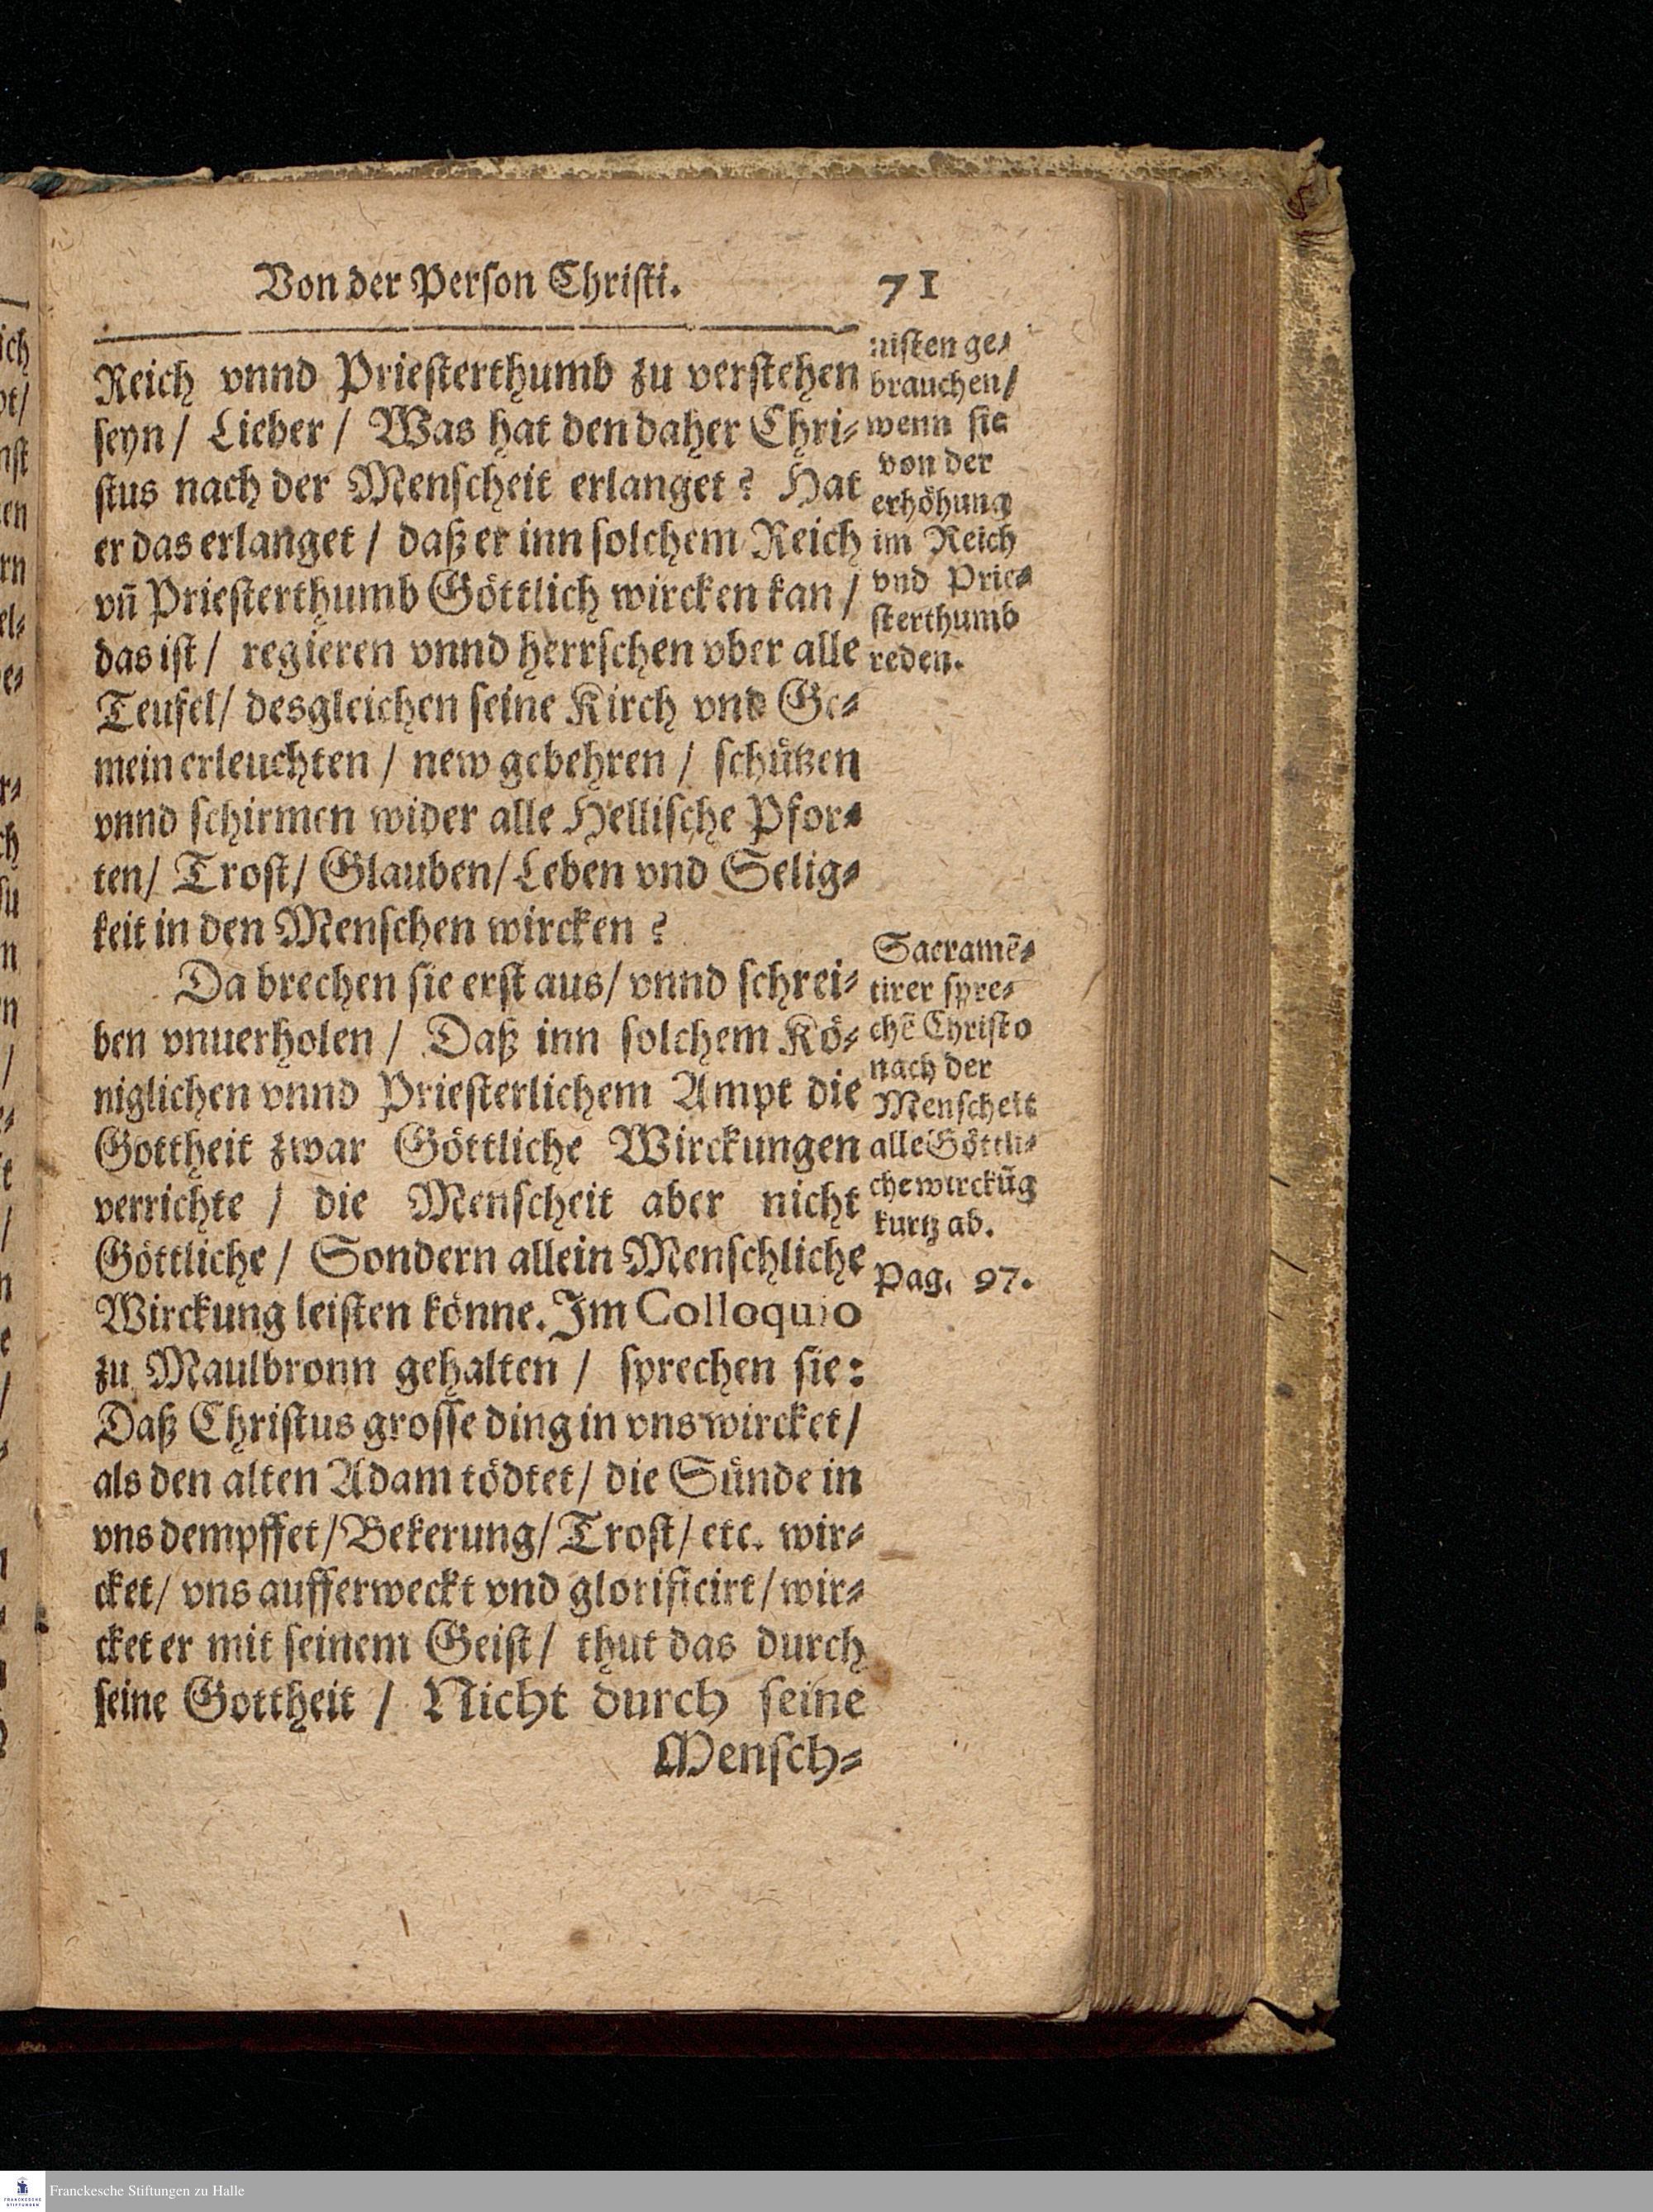 Von der Person Christi. 71
Reich vnnd Priesterthumb zu verstehen
seyn / Lieber / Was hat den daher Chri⸗
stus nach der Menscheit erlanget? Hat
er das erlanget / daß er inn solchem Reich
vñ Priesterthumb Göttlich wircken kan /
das ist / regieren vnnd herrschen vber alle
Teufel / desgleichen seine Kirch vnd Ge⸗
mein erleuchten / new gebehren / schützen
vnnd schirmen wider alle Hellische Pfor⸗
ten / Trost / Glauben / Leben vnd Selig⸗
keit in den Menschen wircken?
Da brechen sie erst aus / vnnd schrei⸗
ben vnuerholen / Daß inn solchem Kö⸗
niglichen vnnd Priesterlichem Ampt die
Gottheit zwar Göttliche Wirckungen
verrichte / die Menscheit aber nicht
Göttliche / Sondern allein Menschliche
Wirckung leisten könne. Im Colloquio
zu Maulbronn gehalten / sprechen sie:
Daß Christus grosse ding in vns wircket /
als den alten Adam tödtet / die Sünde in
vns dempffet / Bekerung / Trost / etc. wir⸗
cket / vns aufferweckt vnd glorificirt / wir⸗
cket er mit seinem Geist / thut das durch
seine Gottheit / Nicht durch seine
Mensch⸗
nisten ge⸗
brauchen /
wenn sie
von der
erhöhung
im Reich
vnd Prie⸗
sterthumb
reden.
Sacramē⸗
tirer spre⸗
chē Christo
nach der
Menscheit
alle Göttli⸗
che wirckũg
kurtz ab.
Pag. 97.
Franckesche Stiftungen zu Halle